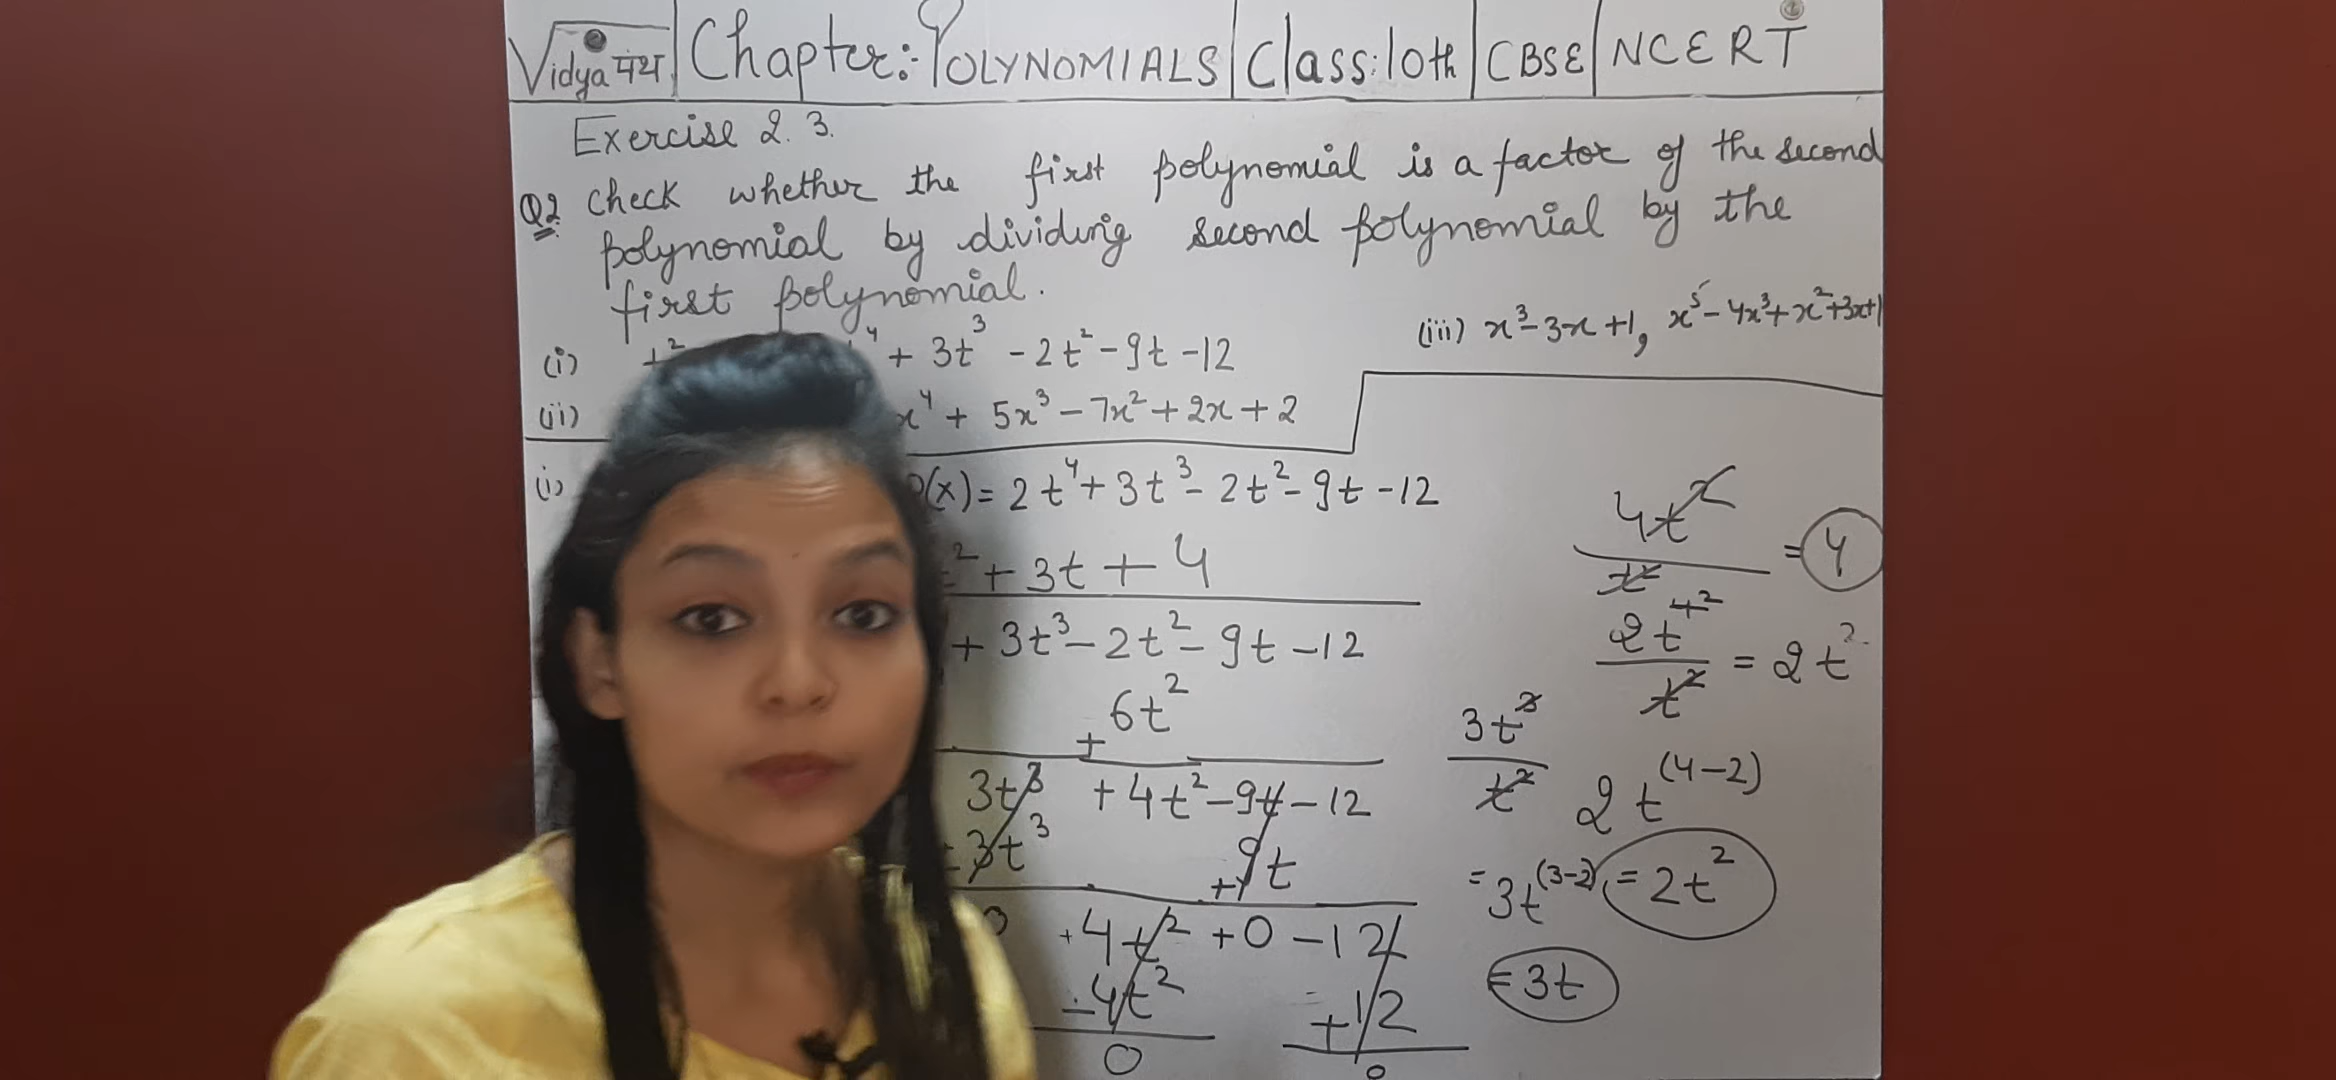 Vidya पथ | Chapter:- POLYNOMIALS | Class: 10th | CBSE | NCERT
Exercise 2.3.
Q2 Check whether the first polynomial is a factor of the second
polynomial by dividing second polynomial by the
first polynomial.
(i) t² ⁴ + 3t³ - 2t² - 9t - 12
(ii) x⁴ + 5x³ - 7x² + 2x + 2
(iii) x³ - 3x + 1, x⁵ - 4x³ + x² + 3x + 1
(i) (x) = 2t⁴ + 3t³ - 2t² - 9t - 12
² + 3t + 4
+ 3t³ - 2t² - 9t - 12
6t²
+
3t³ + 4t² - 9t - 12
- 3t³ + 9t
0 + 4t² + 0 - 12
- 4t² + 12
0 0
4t²/t² = 4
2t⁴/t² = 2t²
2t^(4-2)
= 2t²
3t³/t²
= 3t^(3-2)
= 3t